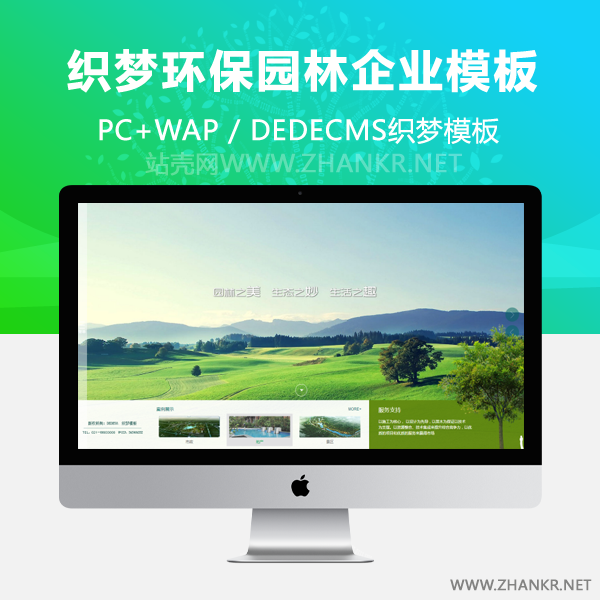 织梦环保园林企业模板
PC+WAP / DEDECMS织梦模板
站壳网WWW.ZHANKR.NET
园林之美 生态之妙 生活之趣
案例展示
MORE+
服务支持
WWW.ZHANKR.NET